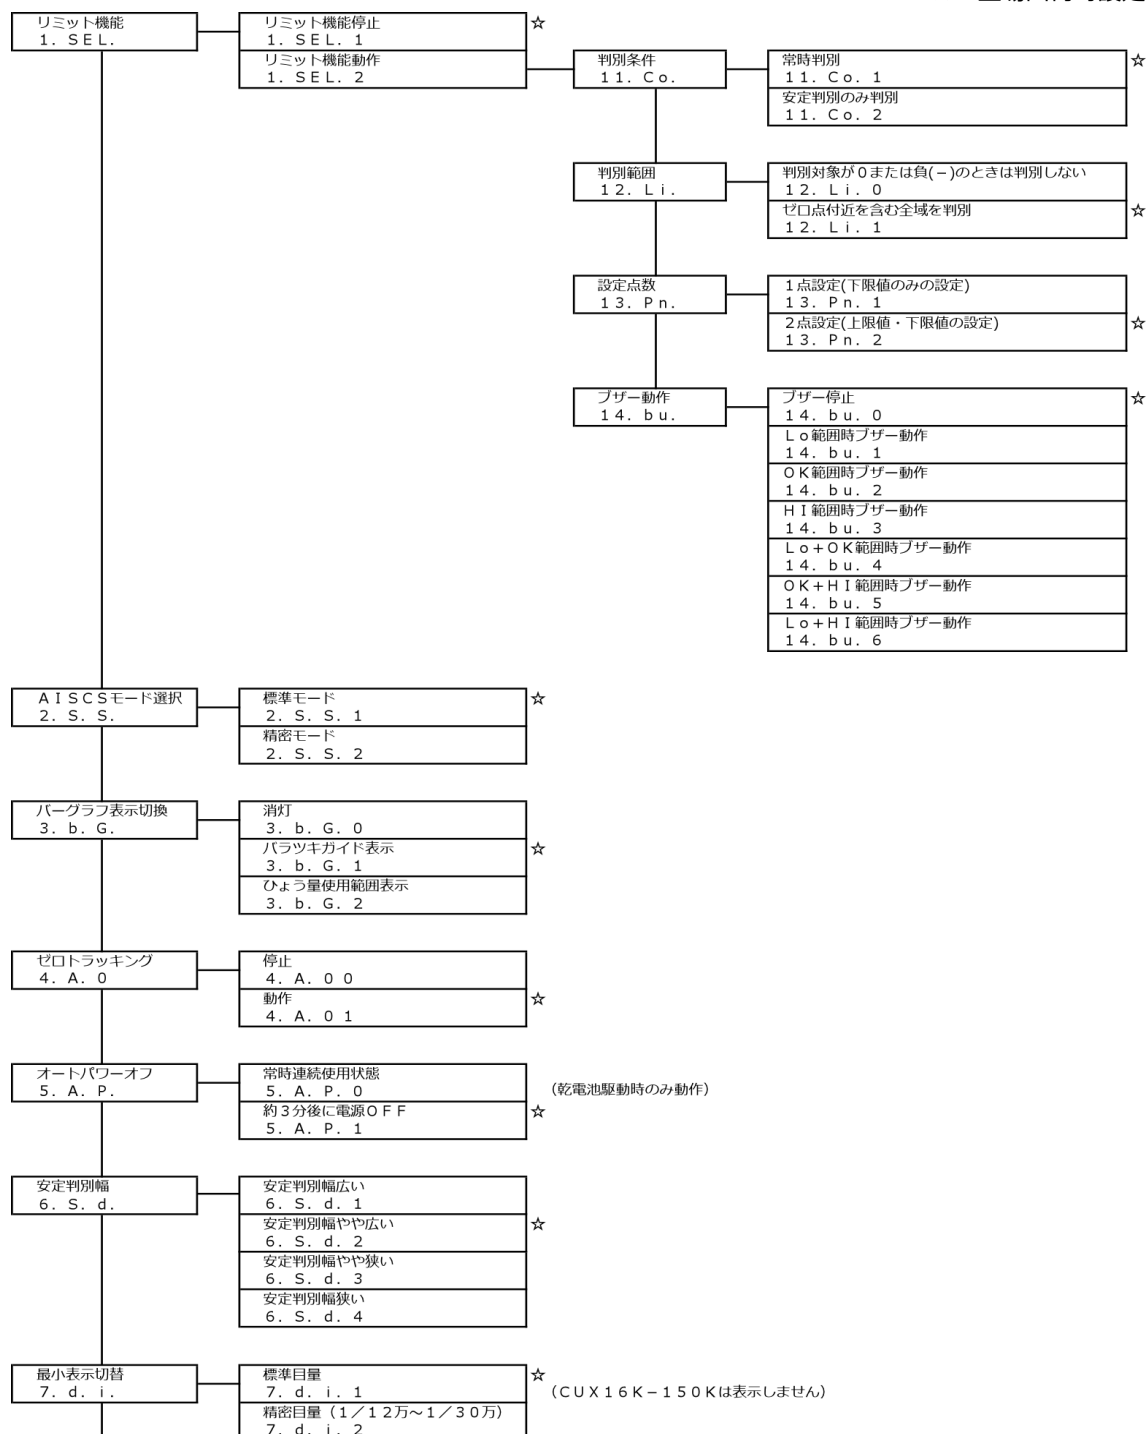 リミット機能
1. SEL.
リミット機能停止
☆
1. SEL. 1
リミット機能動作
1. SEL. 2
判別条件
11. Co.
常時判別
☆
11. Co. 1
安定判別のみ判別
11. Co. 2
判別範囲
12. Li.
判別対象が0または負(−)のときは判別しない
12. Li. 0
ゼロ点付近を含む全域を判別
☆
12. Li. 1
設定点数
13. Pn.
1点設定(下限値のみの設定)
13. Pn. 1
2点設定(上限値・下限値の設定)
☆
13. Pn. 2
ブザー動作
14. bu.
ブザー停止
☆
14. bu. 0
Lo範囲時ブザー動作
14. bu. 1
OK範囲時ブザー動作
14. bu. 2
HI範囲時ブザー動作
14. bu. 3
Lo+OK範囲時ブザー動作
14. bu. 4
OK+HI範囲時ブザー動作
14. bu. 5
Lo+HI範囲時ブザー動作
14. bu. 6
AISCSモード選択
2. S. S.
標準モード
☆
2. S. S. 1
精密モード
2. S. S. 2
バーグラフ表示切換
3. b. G.
消灯
3. b. G. 0
バラツキガイド表示
☆
3. b. G. 1
ひょう量使用範囲表示
3. b. G. 2
ゼロトラッキング
4. A. 0
停止
4. A. 0 0
動作
☆
4. A. 0 1
オートパワーオフ
5. A. P.
常時連続使用状態
5. A. P. 0
(乾電池駆動時のみ動作)
約3分後に電源OFF
☆
5. A. P. 1
安定判別幅
6. S. d.
安定判別幅広い
6. S. d. 1
安定判別幅やや広い
☆
6. S. d. 2
安定判別幅やや狭い
6. S. d. 3
安定判別幅狭い
6. S. d. 4
最小表示切替
7. d. i.
標準目量
☆
7. d. i. 1
(CUX16K−150Kは表示しません)
精密目量(1/12万～1/30万)
7. d. i. 2